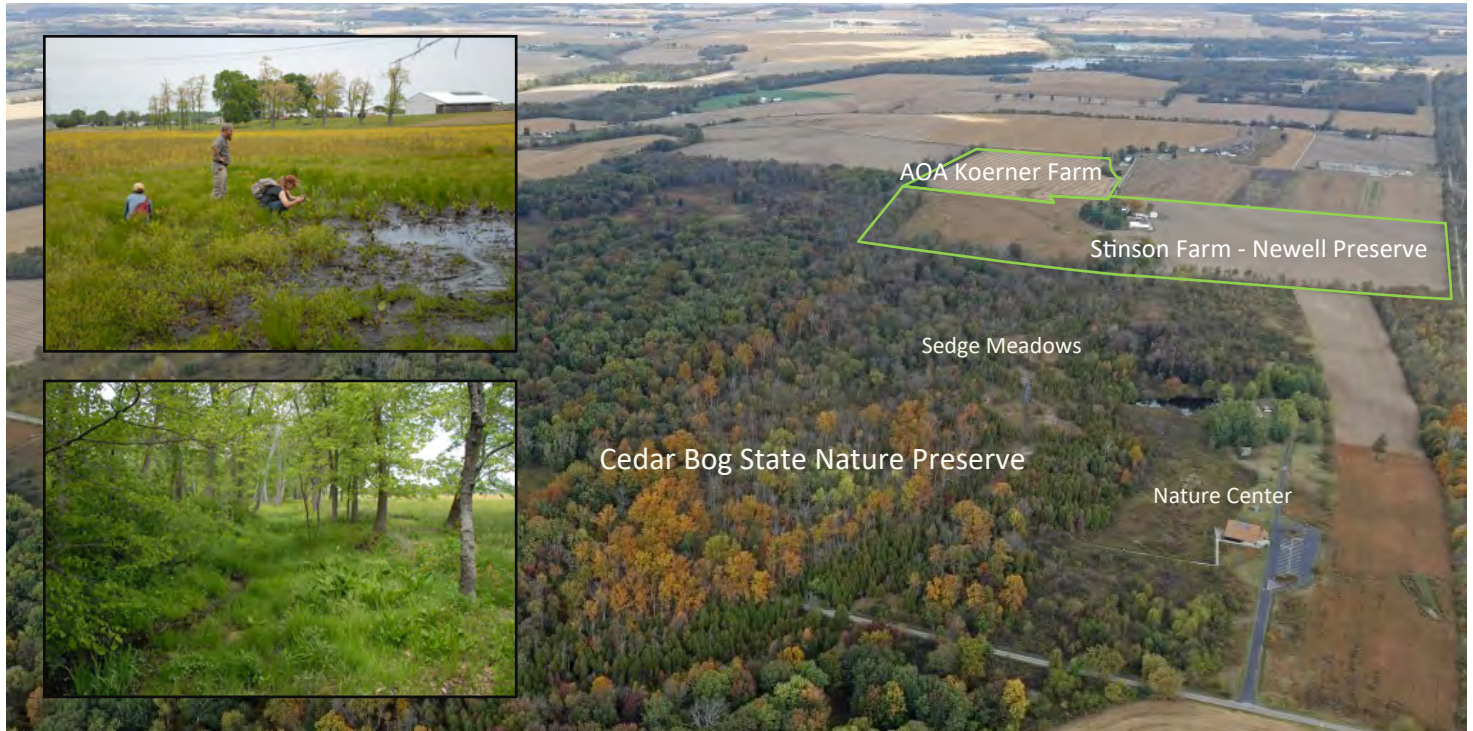 AOA Koerner Farm
Stinson Farm - Newell Preserve
Sedge Meadows
Cedar Bog State Nature Preserve
Nature Center